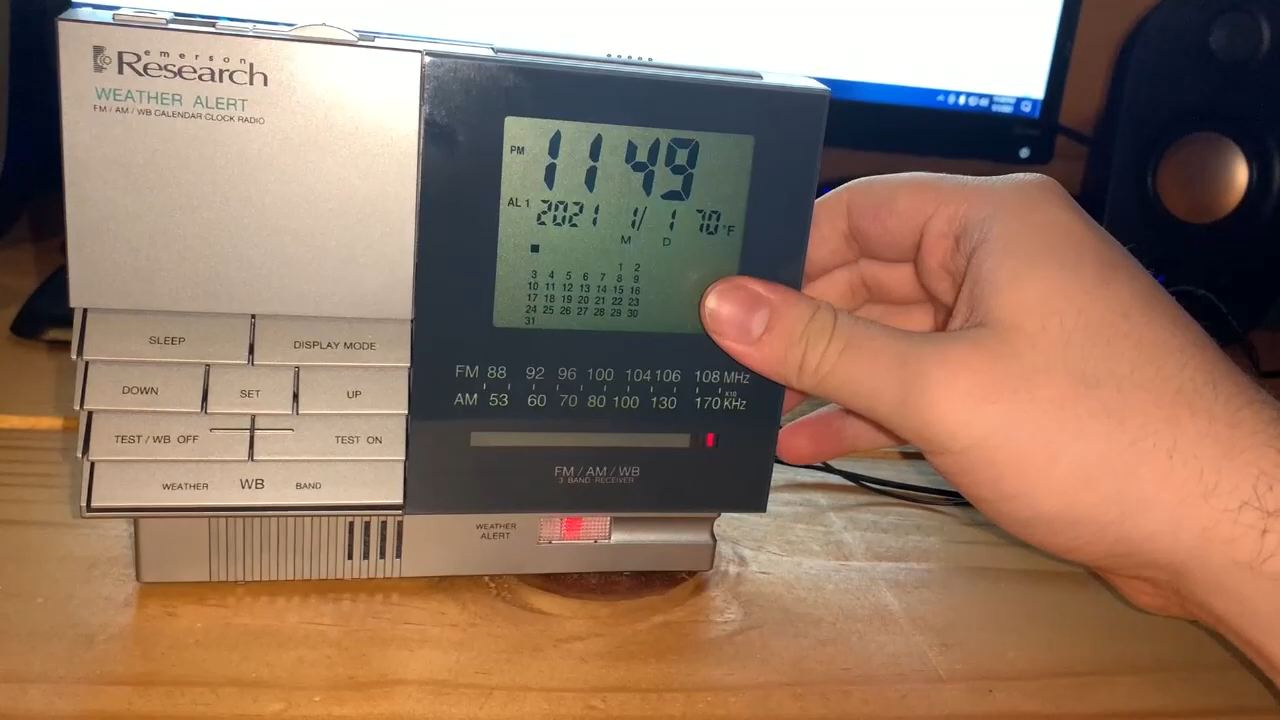 emerson
Research
WEATHER ALERT
FM / AM / WB CALENDAR CLOCK RADIO
PM 11 49
AL 1 2021 1/ 1 70 °F
M D
1 2
3 4 5 6 7 8 9
10 11 12 13 14 15 16
17 18 19 20 21 22 23
24 25 26 27 28 29 30
31
SLEEP
DISPLAY MODE
DOWN
SET
UP
TEST / WB OFF
TEST ON
WEATHER WB BAND
FM 88 92 96 100 104 106 108 MHz
AM 53 60 70 80 100 130 170 KHz
X10
FM / AM / WB
3 BAND RECEIVER
WEATHER
ALERT